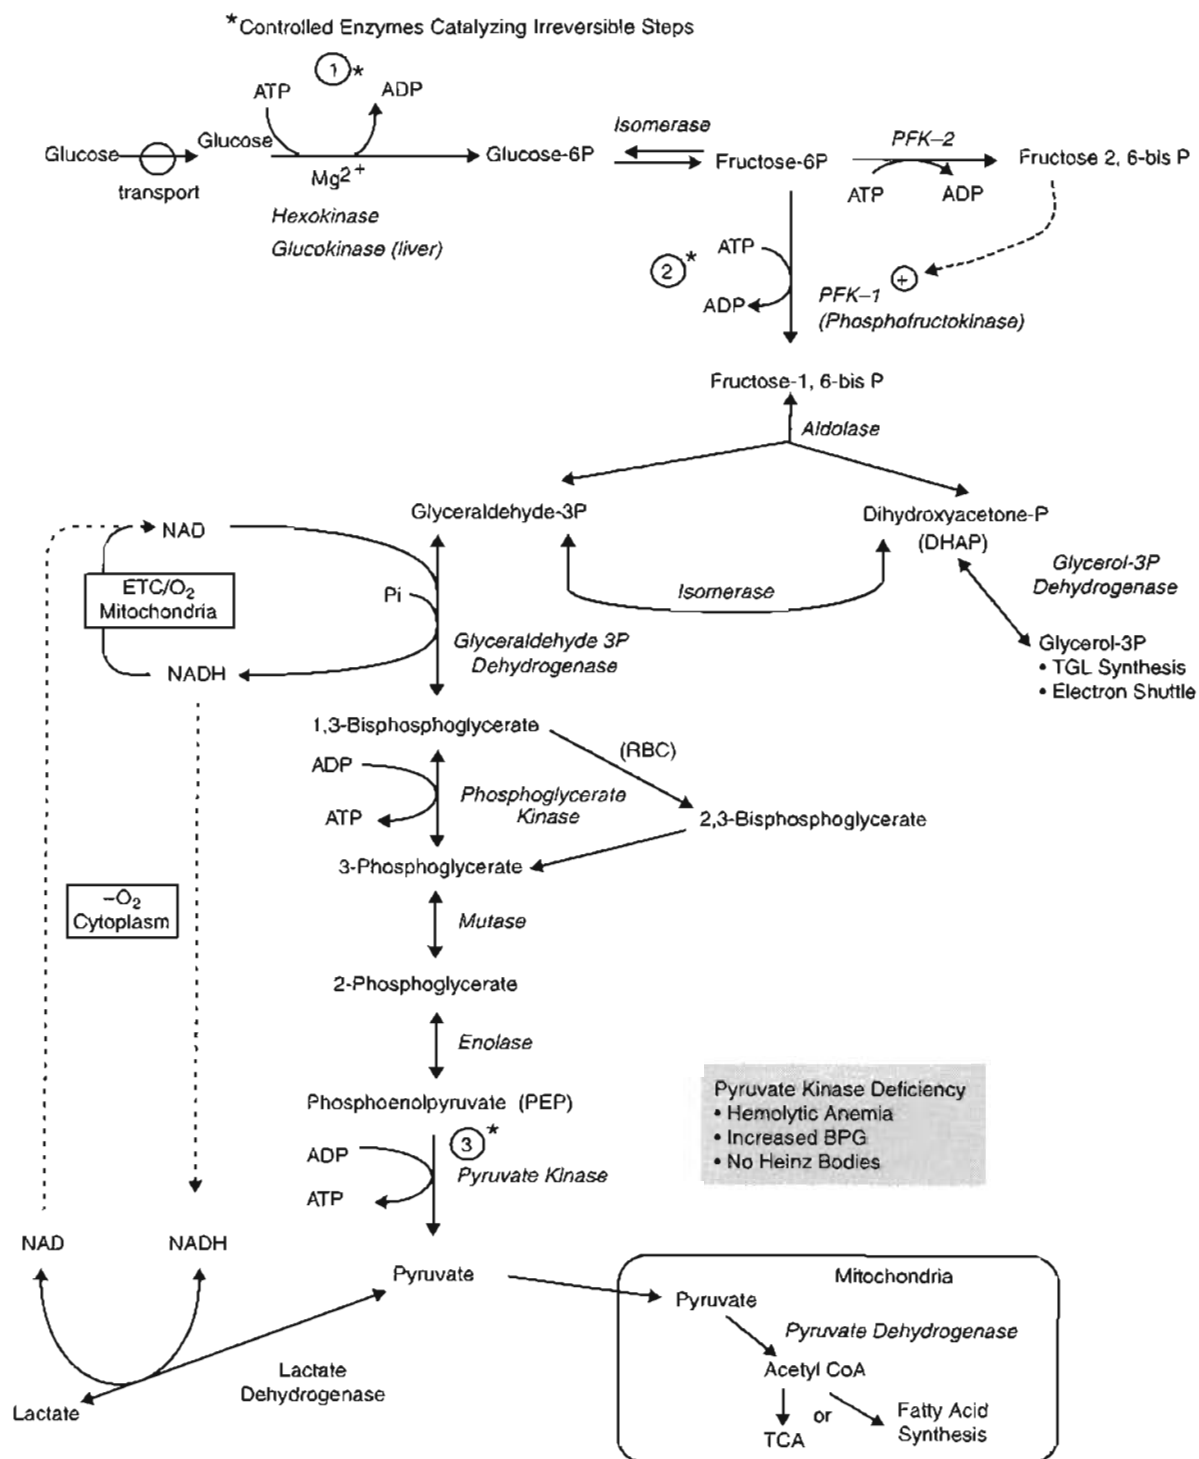 *Controlled Enzymes Catalyzing Irreversible Steps
1*
ATP
ADP
Glucose
Glucose
Glucose-6P
Isomerase
Fructose-6P
PFK–2
Fructose 2, 6-bis P
transport
Mg2+
ATP
ADP
Hexokinase
Glucokinase (liver)
2*
ATP
ADP
+
PFK–1
(Phosphofructokinase)
Fructose-1, 6-bis P
Aldolase
Glyceraldehyde-3P
Dihydroxyacetone-P
(DHAP)
NAD
Glycerol-3P
Dehydrogenase
ETC/O2
Mitochondria
Pi
Isomerase
Glyceraldehyde 3P
Dehydrogenase
Glycerol-3P
• TGL Synthesis
• Electron Shuttle
NADH
1,3-Bisphosphoglycerate
(RBC)
ADP
Phosphoglycerate
Kinase
ATP
2,3-Bisphosphoglycerate
3-Phosphoglycerate
–O2
Cytoplasm
Mutase
2-Phosphoglycerate
Enolase
Phosphoenolpyruvate (PEP)
Pyruvate Kinase Deficiency
• Hemolytic Anemia
• Increased BPG
• No Heinz Bodies
3*
ADP
Pyruvate Kinase
ATP
NAD
NADH
Pyruvate
Mitochondria
Pyruvate
Pyruvate Dehydrogenase
Lactate
Dehydrogenase
Acetyl CoA
Lactate
or
TCA
Fatty Acid
Synthesis